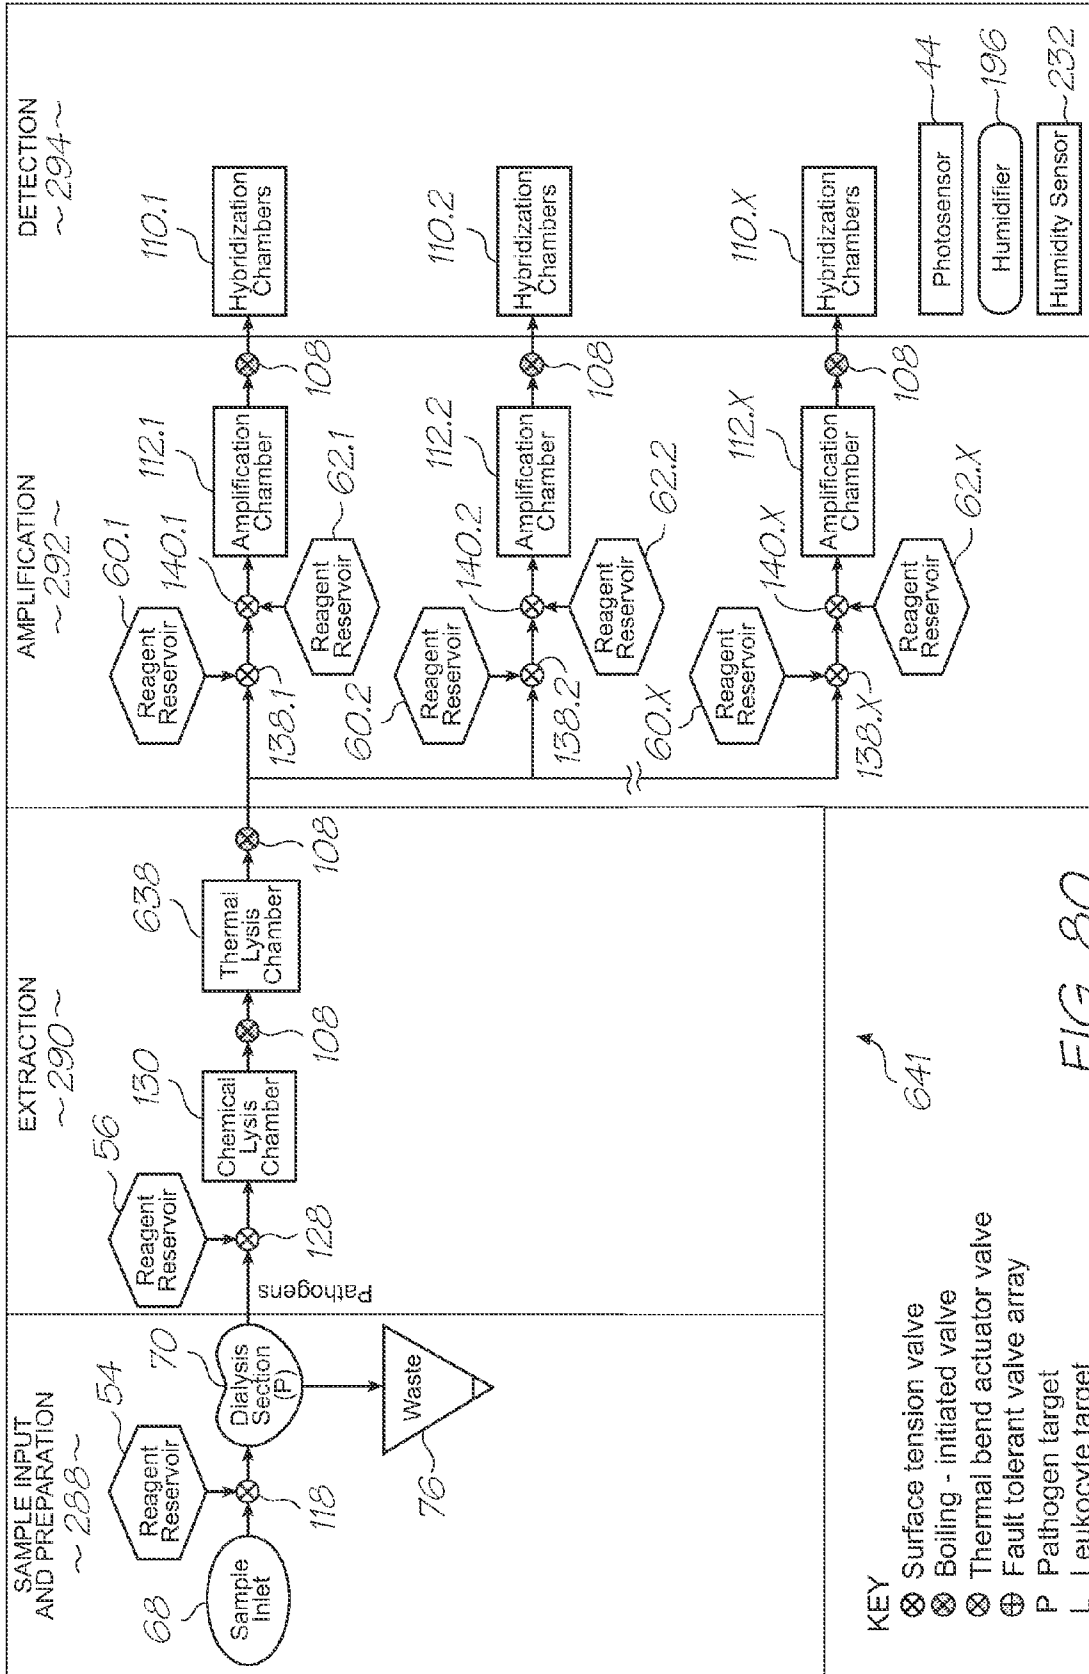 SAMPLE INPUT
AND PREPARATION
~288~
EXTRACTION
~290~
AMPLIFICATION
~292~
DETECTION
~294~
68
Sample
Inlet
54
Reagent
Reservoir
118
70
Dialysis
Section
(P)
Waste
76
Pathogens
56
Reagent
Reservoir
128
130
Chemical
Lysis
Chamber
108
638
Thermal
Lysis
Chamber
108
60.1
Reagent
Reservoir
138.1
140.1
Reagent
Reservoir
62.1
112.1
Amplification
Chamber
108
110.1
Hybridization
Chambers
60.2
Reagent
Reservoir
138.2
140.2
Reagent
Reservoir
62.2
112.2
Amplification
Chamber
108
110.2
Hybridization
Chambers
60.X
Reagent
Reservoir
138.X
140.X
Reagent
Reservoir
62.X
112.X
Amplification
Chamber
108
110.X
Hybridization
Chambers
Photosensor
44
Humidifier
196
Humidity Sensor
232
641
KEY
Surface tension valve
Boiling - initiated valve
Thermal bend actuator valve
Fault tolerant valve array
P Pathogen target
L Leukocyte target
FIG. 80